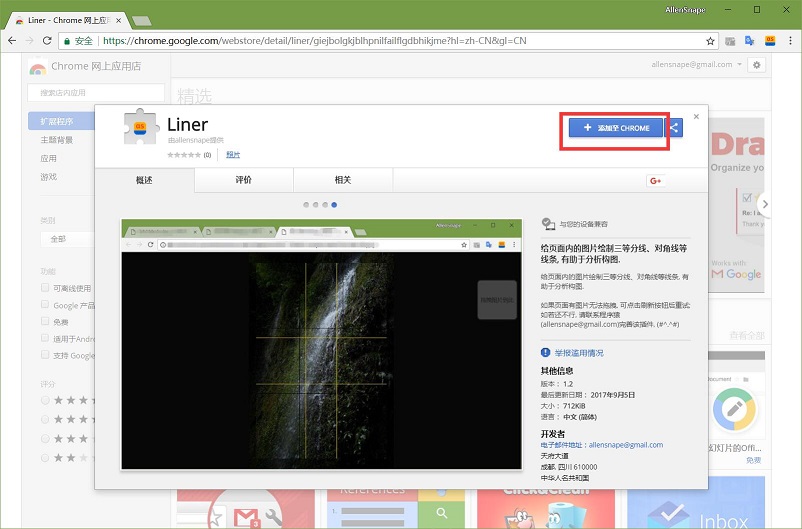 AllenSnape
Liner - Chrome 网上应用店
安全 | https://chrome.google.com/webstore/detail/liner/giejbolgkjblhpnilfailflgdbhikjme?hl=zh-CN&gl=CN
Chrome 网上应用店
allensnape@gmail.com
搜索店内应用
精选
扩展程序
主题背景
应用
游戏
类别
全部
功能
可离线使用
Google 产品
免费
适用于Andr
支持 Google
评分
Liner
由allensnape提供
(0)
照片
添加至 CHROME
概述
评价
相关
G+
AllenSnape
与您的设备兼容
给页面内的图片绘制三等分线、对角线等
线条, 有助于分析构图.
给页面内的图片绘制三等分线、对角线等线条, 有
助于分析构图.
如果页面有图片无法拖拽, 可点击刷新按钮后重试;
如若还不行, 请联系程序猿
(allensnape@gmail.com)完善该插件, (#^.^#)
举报滥用情况
其他信息
版本： 1.2
最后更新日期： 2017年9月5日
大小： 712KiB
语言： 中文 (简体)
开发者
电子邮件地址：allensnape@gmail.com
天府大道
成都, 四川 610000
中华人民共和国
Dra
Organize you
Re: I a
Thank y
Works with:
M Google
查看全部
document
幻灯片的Offi...
免费
References
Click&Clean
Inbox